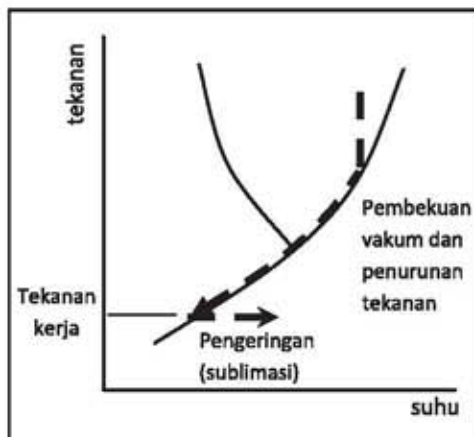 tekanan
Pembekuan
vakum dan
penurunan
tekanan
Tekanan
kerja
Pengeringan
(sublimasi)
suhu